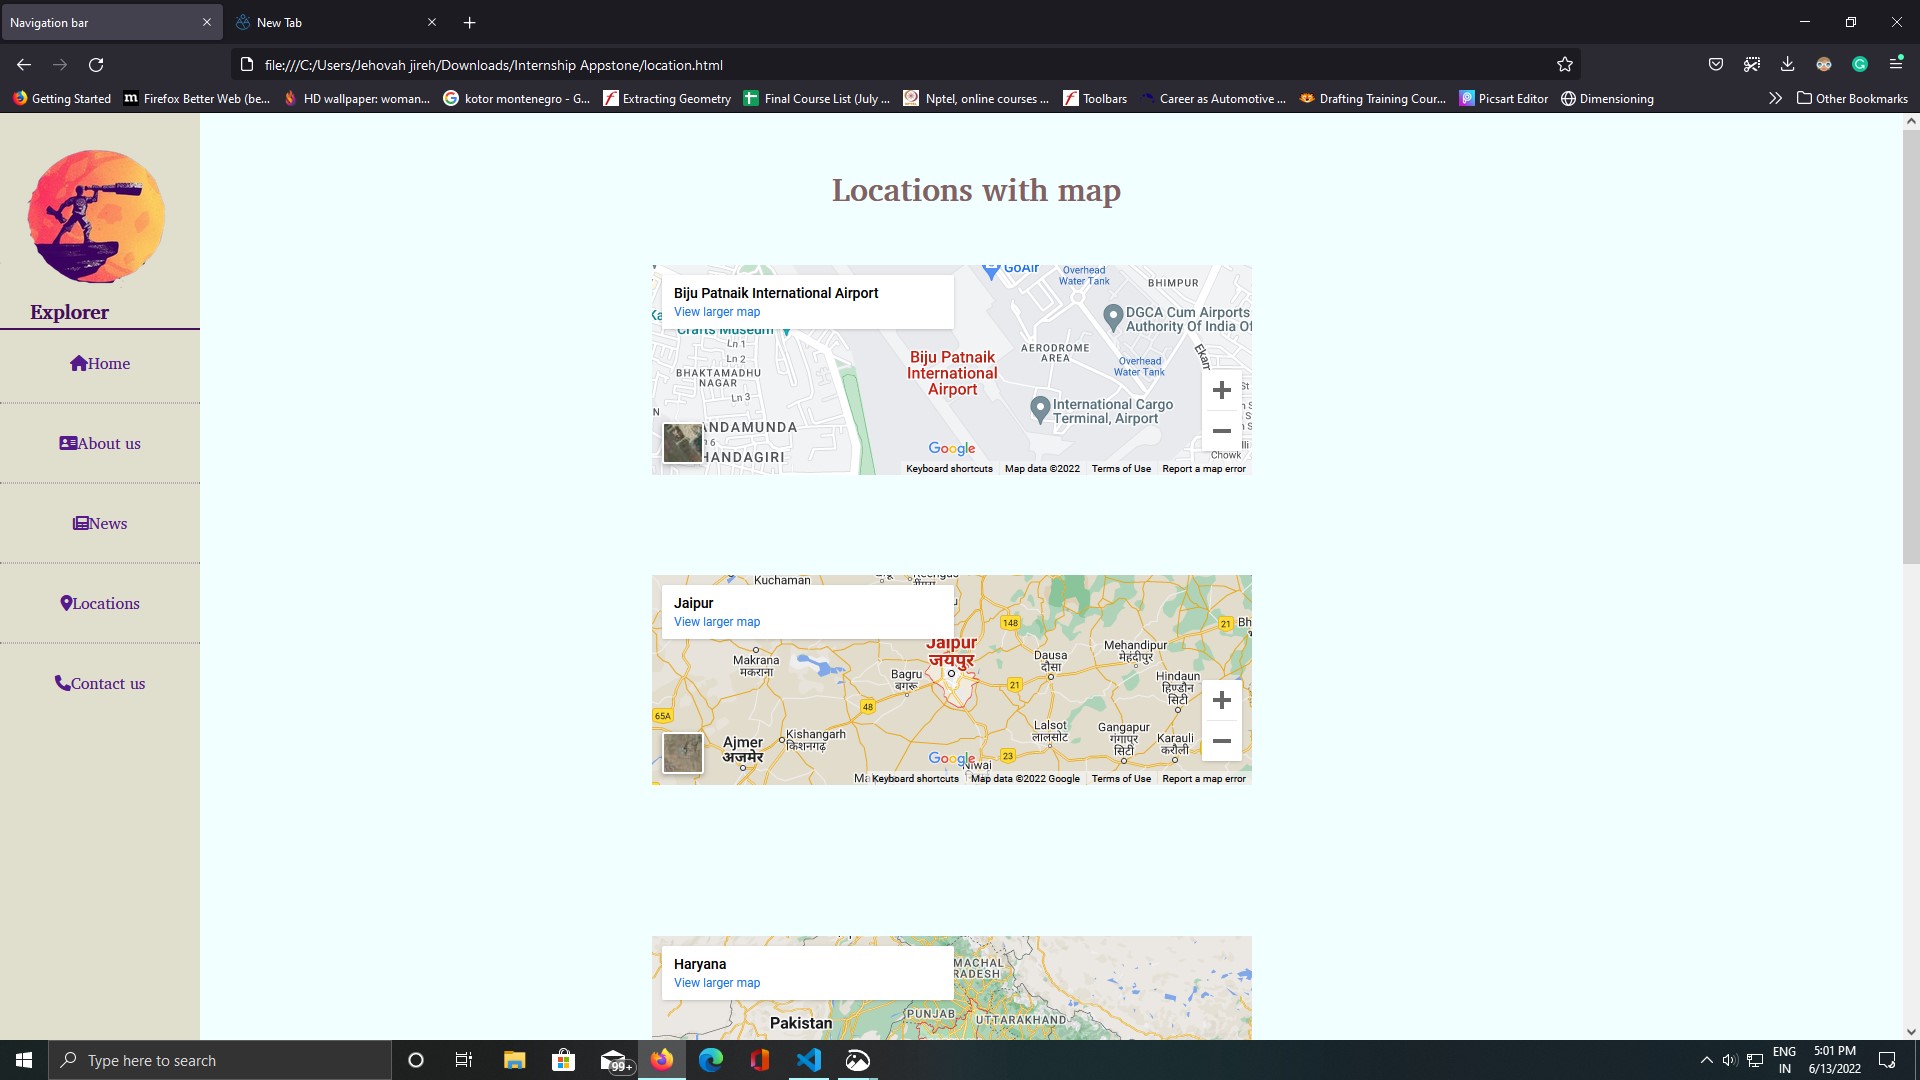 Navigation bar
New Tab
file:///C:/Users/Jehovah jireh/Downloads/Internship Appstone/location.html
Getting Started
Firefox Better Web (be...
HD wallpaper: woman...
kotor montenegro - G...
Extracting Geometry
Final Course List (July ...
Nptel, online courses ...
Toolbars
Career as Automotive ...
Drafting Training Cour...
Picsart Editor
Dimensioning
Other Bookmarks
Explorer
Home
About us
News
Locations
Contact us
Locations with map
Biju Patnaik International Airport
View larger map
GoAir
Overhead
Water Tank
BHIMPUR
DGCA Cum Airports
Authority Of India Of
Crafts Museum
Ln 1
Ln 2
BHAKTAMADHU
NAGAR
Ln 3
Biju Patnaik
International
Airport
AERODROME
AREA
Overhead
Water Tank
Ekam
International Cargo
Terminal, Airport
ANDAMUNDA
HANDAGIRI
Chowk
Google
Keyboard shortcuts
Map data ©2022
Terms of Use
Report a map error
Jaipur
View larger map
Kuchaman
148
21
Jaipur
जयपुर
Makrana
मकराना
Bagru
बगरू
Dausa
दौसा
Mehandipur
मेहंदीपुर
21
Hindaun
हिण्डौन
सिटी
48
65A
Ajmer
अजमेर
Kishangarh
किशनगढ़
Lalsot
लालसोट
Gangapur
गंगापुर
सिटी
Karauli
करौली
23
Niwai
Google
Keyboard shortcuts
Map data ©2022 Google
Terms of Use
Report a map error
Haryana
View larger map
MACHAL
RADESH
PUNJAB
UTTARAKHAND
Pakistan
Type here to search
99+
ENG
IN
5:01 PM
6/13/2022